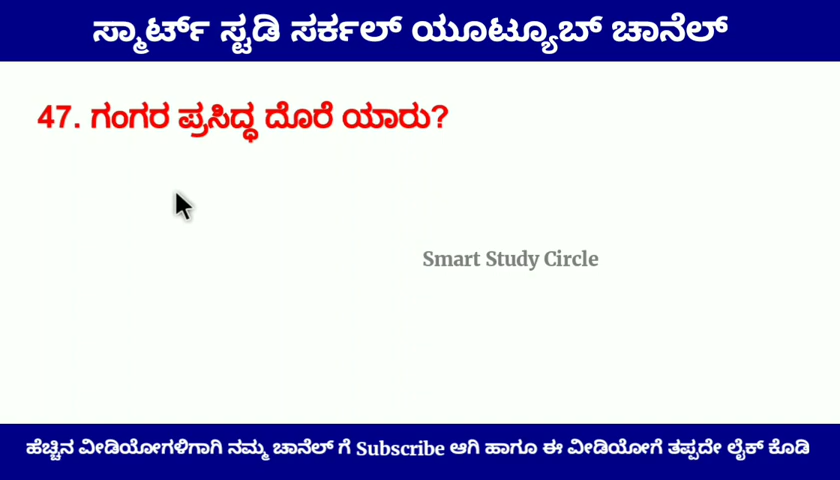 ಸ್ಮಾರ್ಟ್ ಸ್ಟಡಿ ಸರ್ಕಲ್ ಯೂಟ್ಯೂಬ್ ಚಾನೆಲ್
47. ಗಂಗರ ಪ್ರಸಿದ್ಧ ದೊರೆ ಯಾರು?
Smart Study Circle
ಹೆಚ್ಚಿನ ವೀಡಿಯೋಗಳಿಗಾಗಿ ನಮ್ಮ ಚಾನೆಲ್ ಗೆ Subscribe ಆಗಿ ಹಾಗೂ ಈ ವೀಡಿಯೋಗೆ ತಪ್ಪದೇ ಲೈಕ್ ಕೊಡಿ